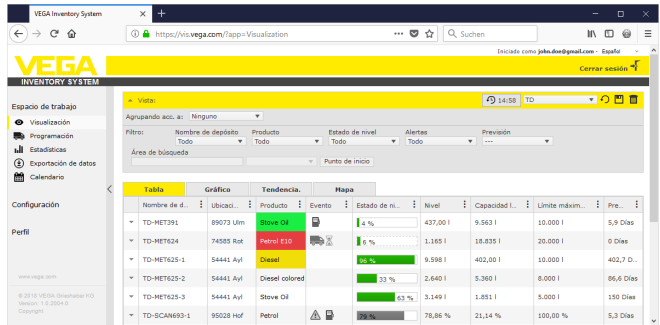 VEGA Inventory System
https://vis.vega.com/?app=Visualization
Suchen
Iniciado como john.doe@gmail.com - Español
VEGA
INVENTORY SYSTEM
Cerrar sesión
Espacio de trabajo
Visualización
Programación
Estadísticas
Exportación de datos
Calendario
Configuración
Perfil
www.vega.com
© 2018 VEGA Grieshaber KG
Version: 1.8.2004.0
Copyright
Vista:
14:58
TD
Agrupando acc. a: Ninguno
Filtro: Nombre de depósito Producto Estado de nivel Alertas Previsión
Todo Todo Todo Todo ---
Área de búsqueda
Punto de inicio
Tabla Gráfico Tendencia. Mapa
Nombre de d... Ubicaci... Producto Evento Estado de ni... Nivel Capacidad l... Límite máxim... Pre...
TD-MET391 89073 Ulm Stove Oil 4 % 437,00 l 9.563 l 10.000 l 5,9 Días
TD-MET624 74585 Rot Petrol E10 6 % 1.165 l 18.835 l 20.000 l 0 Días
TD-MET625-1 54441 Ayl Diesel 96 % 9.598 l 402,00 l 10.000 l 402,7 D...
TD-MET625-2 54441 Ayl Diesel colored 33 % 2.640 l 5.360 l 8.000 l 86,6 Días
TD-MET625-3 54441 Ayl Stove Oil 63 % 3.149 l 1.851 l 5.000 l 150 Días
TD-SCAN693-1 95028 Hof Petrol 79 % 78,86 % 21,14 % 100,00 % 5,3 Días